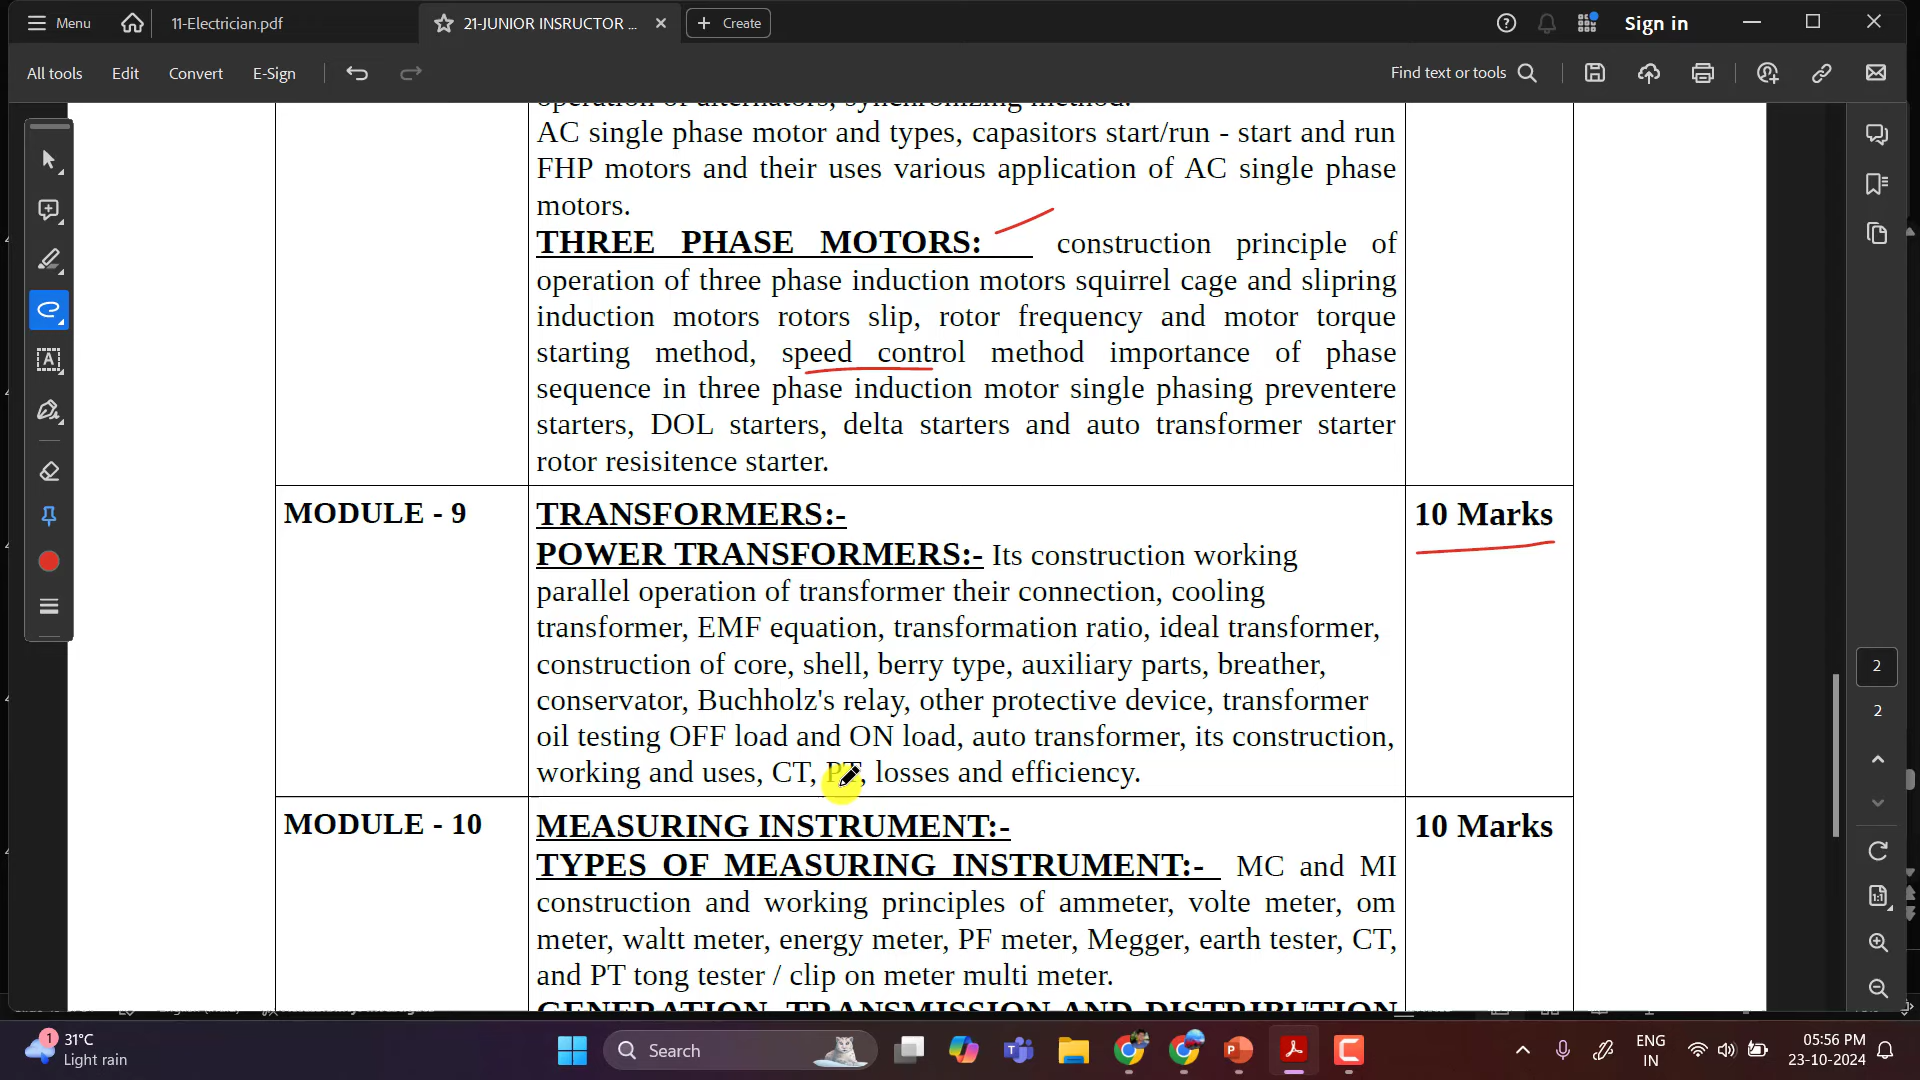 Menu
11-Electrician.pdf
21-JUNIOR INSRUCTOR ...
Create
Sign in
All tools
Edit
Convert
E-Sign
Find text or tools
operation of alternators, synchronizing method.
AC single phase motor and types, capasitors start/run - start and run
FHP motors and their uses various application of AC single phase
motors.
THREE PHASE MOTORS: construction principle of
operation of three phase induction motors squirrel cage and slipring
induction motors rotors slip, rotor frequency and motor torque
starting method, speed control method importance of phase
sequence in three phase induction motor single phasing preventere
starters, DOL starters, delta starters and auto transformer starter
rotor resisitence starter.
MODULE - 9
TRANSFORMERS:-
10 Marks
POWER TRANSFORMERS:- Its construction working
parallel operation of transformer their connection, cooling
transformer, EMF equation, transformation ratio, ideal transformer,
construction of core, shell, berry type, auxiliary parts, breather,
conservator, Buchholz's relay, other protective device, transformer
oil testing OFF load and ON load, auto transformer, its construction,
working and uses, CT, PT, losses and efficiency.
MODULE - 10
MEASURING INSTRUMENT:-
10 Marks
TYPES OF MEASURING INSTRUMENT:- MC and MI
construction and working principles of ammeter, volte meter, om
meter, waltt meter, energy meter, PF meter, Megger, earth tester, CT,
and PT tong tester / clip on meter multi meter.
GENERATION, TRANSMISSION AND DISTRIBUTION
2
2
1
31°C
Light rain
Search
ENG
IN
05:56 PM
23-10-2024